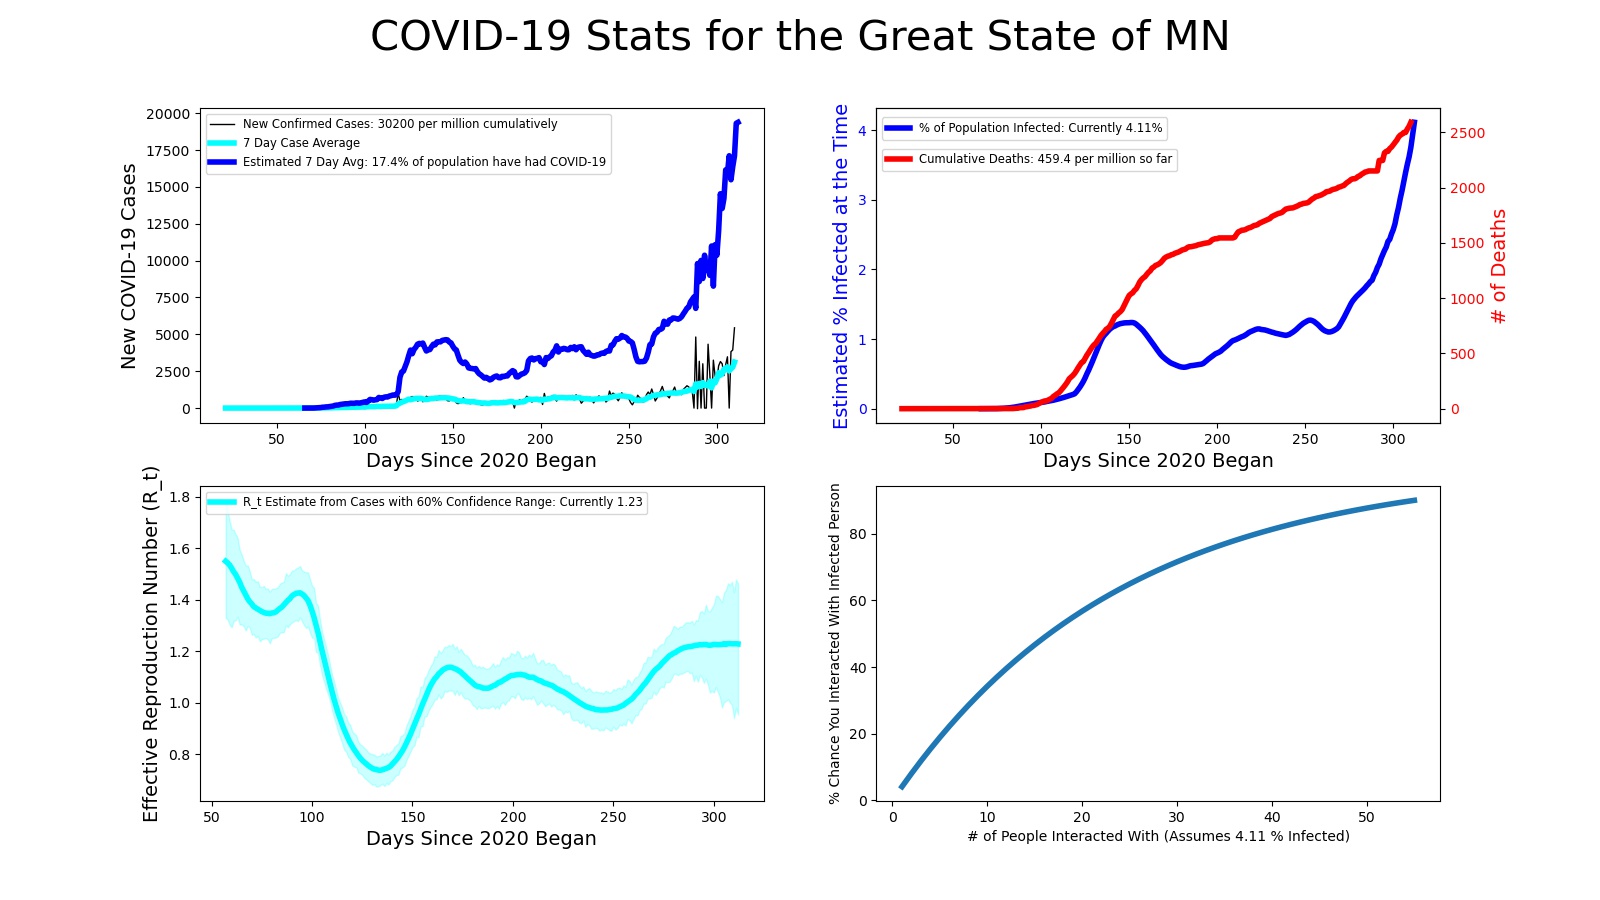 COVID-19 Stats for the Great State of MN
New COVID-19 Cases
20000
17500
15000
12500
10000
7500
5000
2500
0
New Confirmed Cases: 30200 per million cumulatively
7 Day Case Average
Estimated 7 Day Avg: 17.4% of population have had COVID-19
50 100 150 200 250 300
Days Since 2020 Began
Estimated % Infected at the Time
4
3
2
1
0
% of Population Infected: Currently 4.11%
Cumulative Deaths: 459.4 per million so far
2500
2000
1500
1000
500
0
# of Deaths
50 100 150 200 250 300
Days Since 2020 Began
Effective Reproduction Number (R_t)
1.8
1.6
1.4
1.2
1.0
0.8
R_t Estimate from Cases with 60% Confidence Range: Currently 1.23
50 100 150 200 250 300
Days Since 2020 Began
% Chance You Interacted With Infected Person
80
60
40
20
0
0 10 20 30 40 50
# of People Interacted With (Assumes 4.11 % Infected)